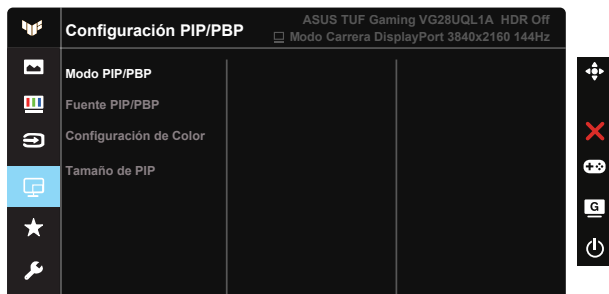 Configuración PIP/PBP
ASUS TUF Gaming VG28UQL1A HDR Off
Modo Carrera DisplayPort 3840x2160 144Hz
Modo PIP/PBP
Fuente PIP/PBP
Configuración de Color
Tamaño de PIP
G